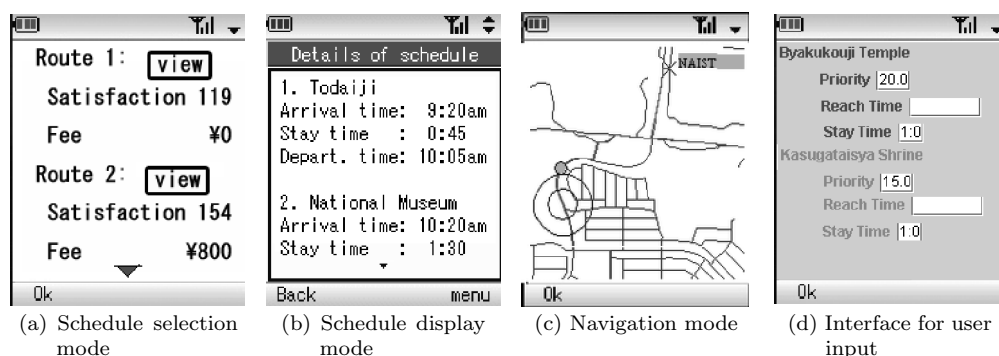 Route 1: view
Satisfaction 119
Fee ¥0
Route 2: view
Satisfaction 154
Fee ¥800
Ok
(a) Schedule selection
mode
Details of schedule
1. Todaiji
Arrival time: 9:20am
Stay time : 0:45
Depart. time: 10:05am
2. National Museum
Arrival time: 10:20am
Stay time : 1:30
Back menu
(b) Schedule display
mode
NAIST
Ok
(c) Navigation mode
Byakukouji Temple
Priority 20.0
Reach Time
Stay Time 1:0
Kasugataisya Shrine
Priority 15.0
Reach Time
Stay Time 1:0
Ok
(d) Interface for user
input